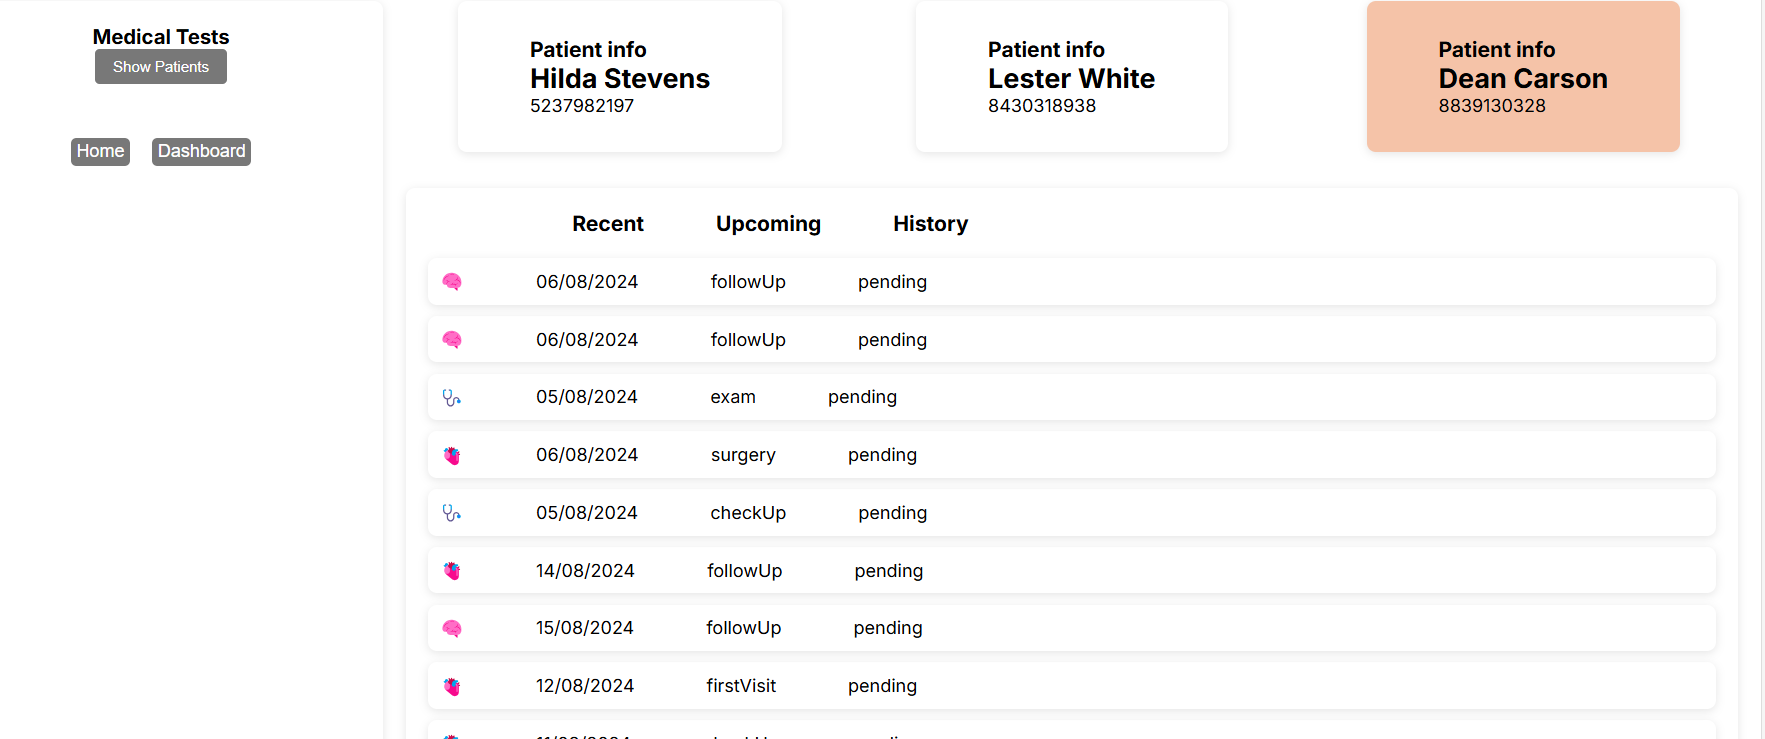 Medical Tests
Show Patients
Home Dashboard
Patient info
Hilda Stevens
5237982197
Patient info
Lester White
8430318938
Patient info
Dean Carson
8839130328
Recent Upcoming History
06/08/2024 followUp pending
06/08/2024 followUp pending
05/08/2024 exam pending
06/08/2024 surgery pending
05/08/2024 checkUp pending
14/08/2024 followUp pending
15/08/2024 followUp pending
12/08/2024 firstVisit pending